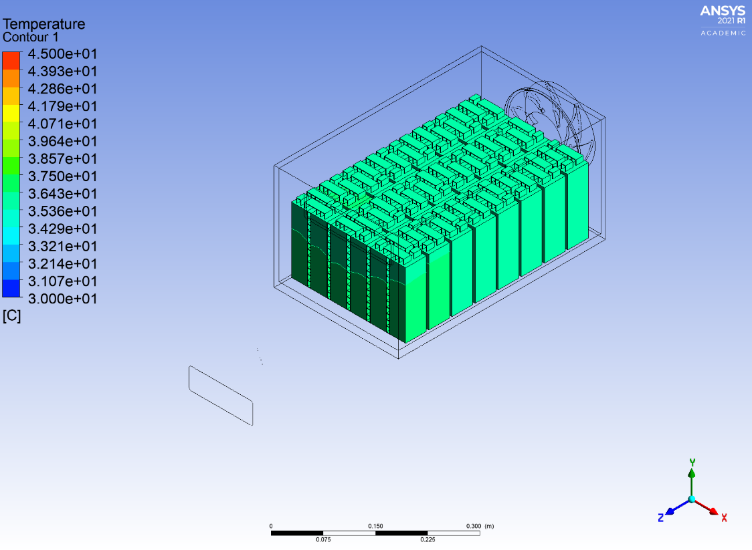 ANSYS
2021 R1
ACADEMIC
Temperature
Contour 1
4.500e+01
4.393e+01
4.286e+01
4.179e+01
4.071e+01
3.964e+01
3.857e+01
3.750e+01
3.643e+01
3.536e+01
3.429e+01
3.321e+01
3.214e+01
3.107e+01
3.000e+01
[C]
Y
Z
X
0
0.150
0.300 (m)
0.075
0.225